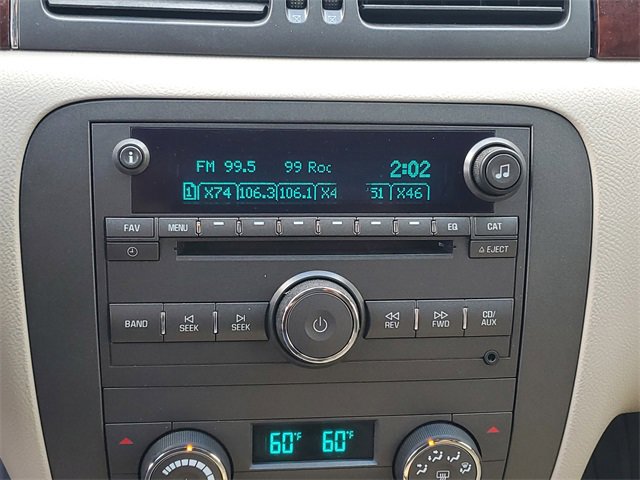 FM 99.5 99 Roc 2:02
1 X74 106.3 106.1 X4 51 X46
FAV MENU EQ CAT
EJECT
BAND SEEK SEEK REV FWD CD/AUX
60°F 60°F